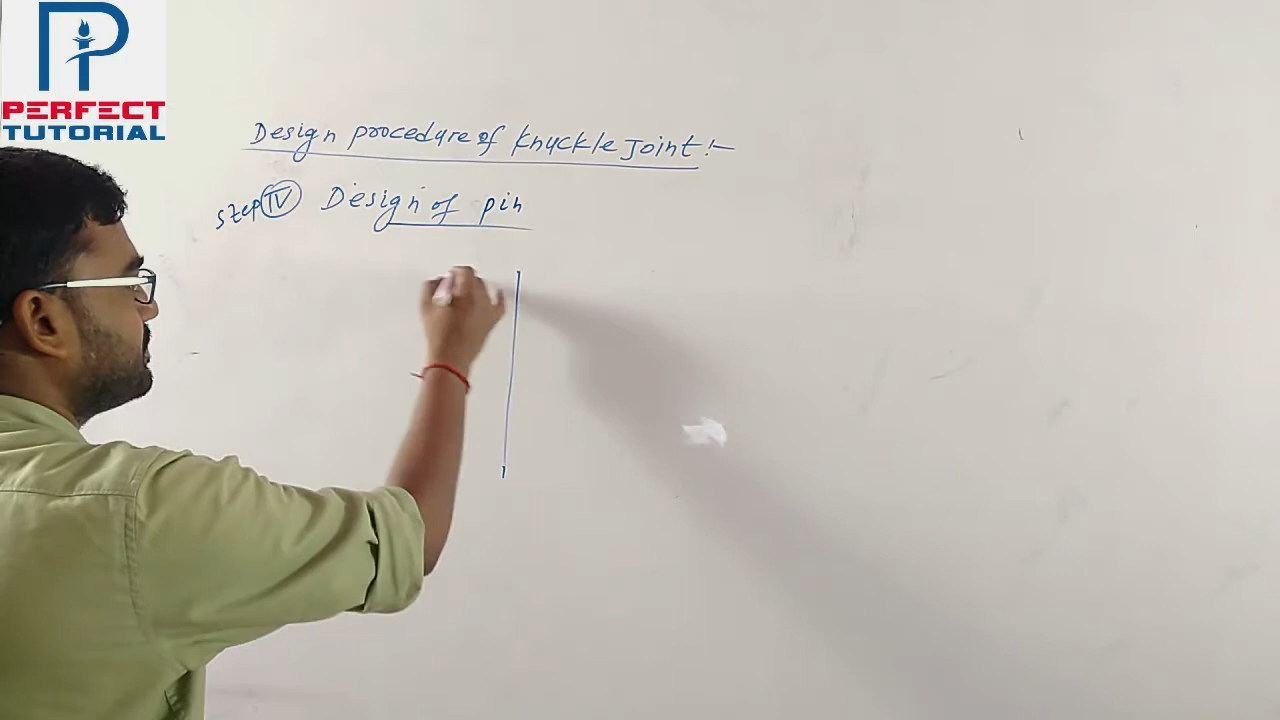 PERFECT
TUTORIAL
Design procedure of Knuckle Joint :-
Step IV Design of pin